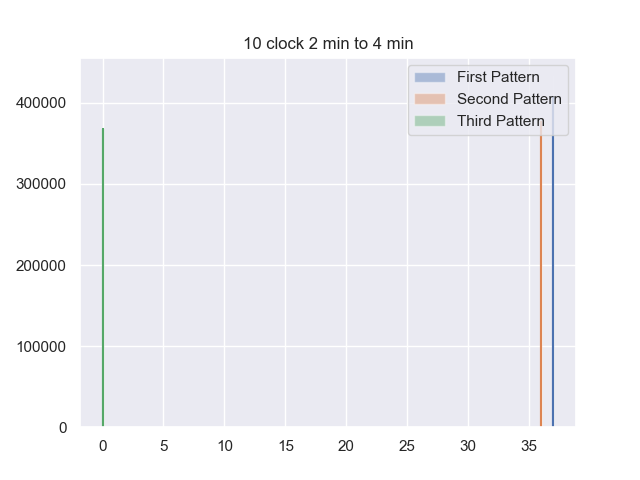 10 clock 2 min to 4 min
First Pattern
Second Pattern
Third Pattern
400000
300000
200000
100000
0
0 5 10 15 20 25 30 35